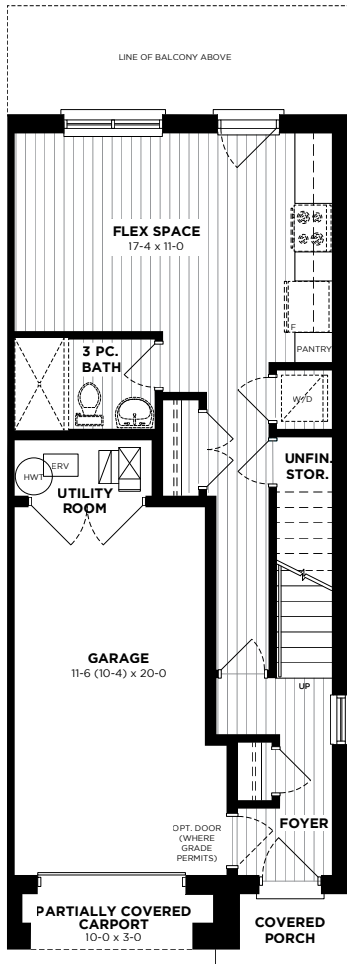 LINE OF BALCONY ABOVE
FLEX SPACE
17-4 x 11-0
F
PANTRY
3 PC.
BATH
W/D
UNFIN.
STOR.
ERV
HWT
UTILITY
ROOM
GARAGE
11-6 (10-4) x 20-0
UP
OPT. DOOR
(WHERE
GRADE
PERMITS)
FOYER
PARTIALLY COVERED
CARPORT
10-0 x 3-0
COVERED
PORCH